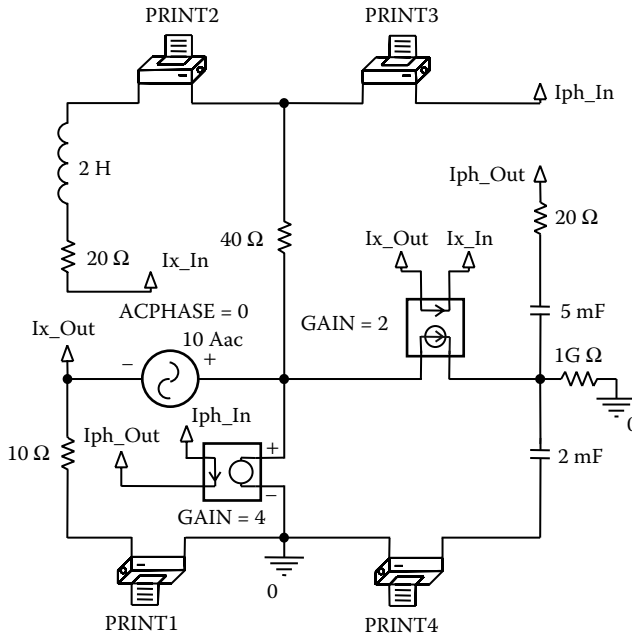 PRINT2
PRINT3
Iph_In
2 H
Iph_Out
20 Ω
40 Ω
Ix_Out
Ix_In
20 Ω
Ix_In
ACPHASE = 0
GAIN = 2
5 mF
Ix_Out
10 Aac
−
+
1G Ω
0
Iph_In
Iph_Out
10 Ω
+
−
2 mF
GAIN = 4
0
PRINT1
PRINT4